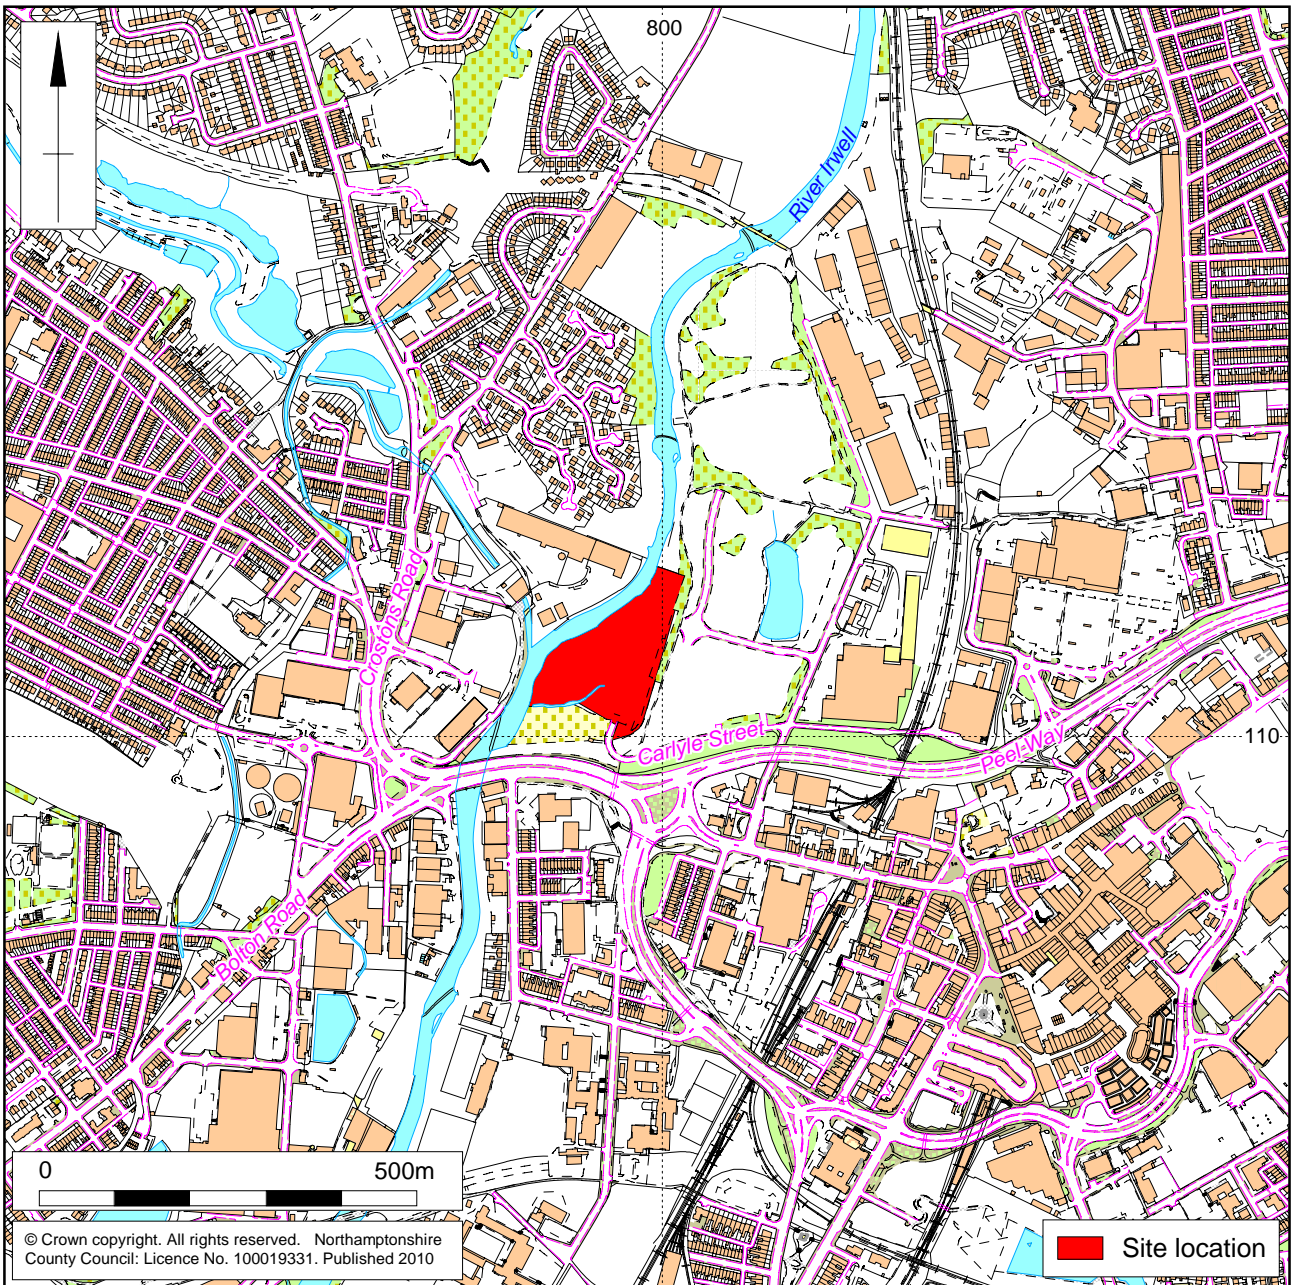 800
River Irwell
Crostons Road
Carlyle Street
Peel Way
110
Bolton Road
0 500m
© Crown copyright. All rights reserved. Northamptonshire
County Council: Licence No. 100019331. Published 2010
Site location